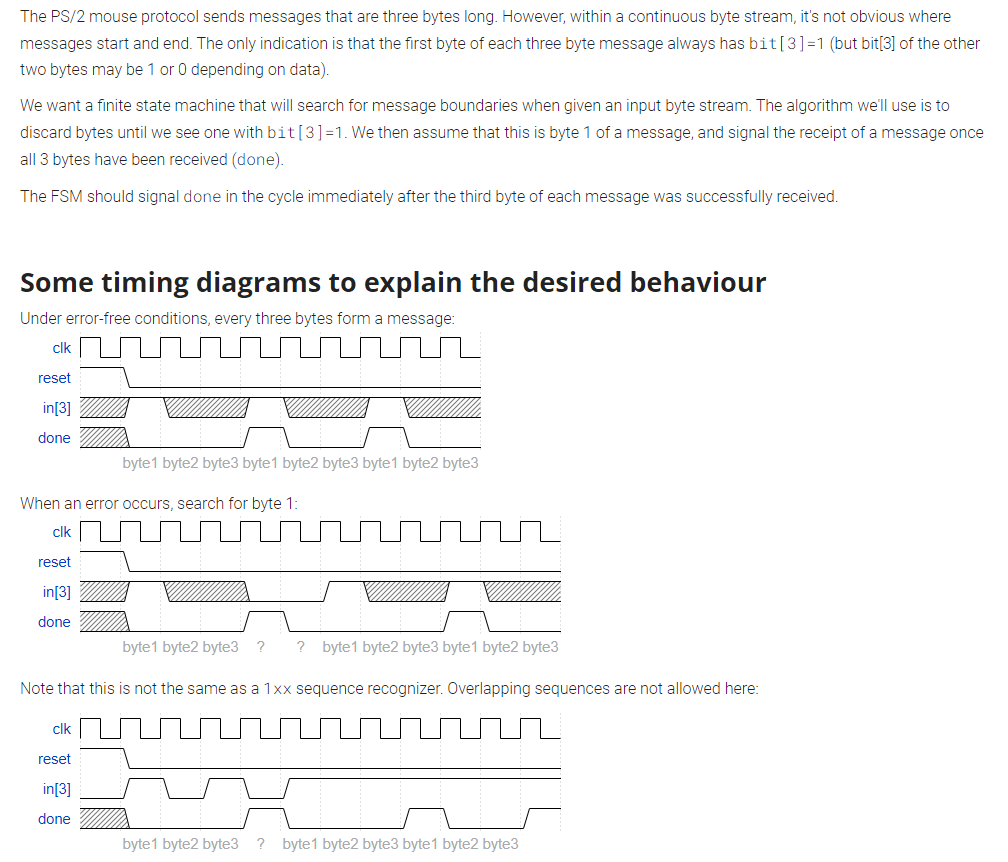 The PS/2 mouse protocol sends messages that are three bytes long. However, within a continuous byte stream, it's not obvious where
messages start and end. The only indication is that the first byte of each three byte message always has bit[3]=1 (but bit[3] of the other
two bytes may be 1 or 0 depending on data).
We want a finite state machine that will search for message boundaries when given an input byte stream. The algorithm we'll use is to
discard bytes until we see one with bit[3]=1. We then assume that this is byte 1 of a message, and signal the receipt of a message once
all 3 bytes have been received (done).
The FSM should signal done in the cycle immediately after the third byte of each message was successfully received.
Some timing diagrams to explain the desired behaviour
Under error-free conditions, every three bytes form a message:
clk
reset
in[3]
done
byte1 byte2 byte3 byte1 byte2 byte3 byte1 byte2 byte3
When an error occurs, search for byte 1:
clk
reset
in[3]
done
byte1 byte2 byte3 ? ? byte1 byte2 byte3 byte1 byte2 byte3
Note that this is not the same as a 1xx sequence recognizer. Overlapping sequences are not allowed here:
clk
reset
in[3]
done
byte1 byte2 byte3 ? byte1 byte2 byte3 byte1 byte2 byte3